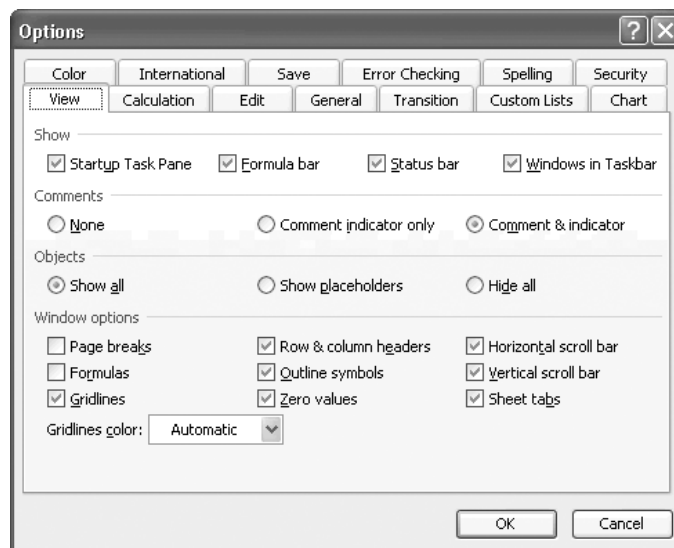 Options
Color International Save Error Checking Spelling Security
View Calculation Edit General Transition Custom Lists Chart
Show
Startup Task Pane Formula bar Status bar Windows in Taskbar
Comments
None Comment indicator only Comment & indicator
Objects
Show all Show placeholders Hide all
Window options
Page breaks Row & column headers Horizontal scroll bar
Formulas Outline symbols Vertical scroll bar
Gridlines Zero values Sheet tabs
Gridlines color: Automatic
OK Cancel